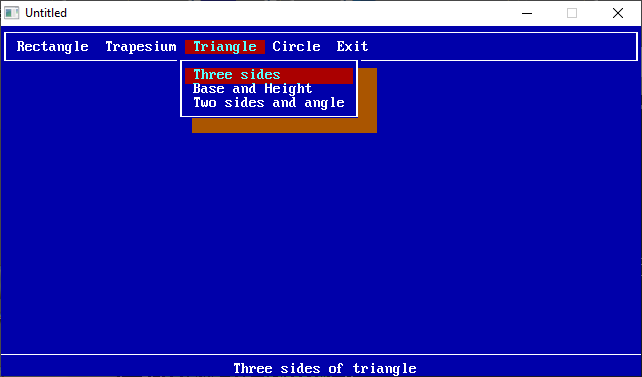 Untitled
Rectangle Trapesium Triangle Circle Exit
Three sides
Base and Height
Two sides and angle
Three sides of triangle